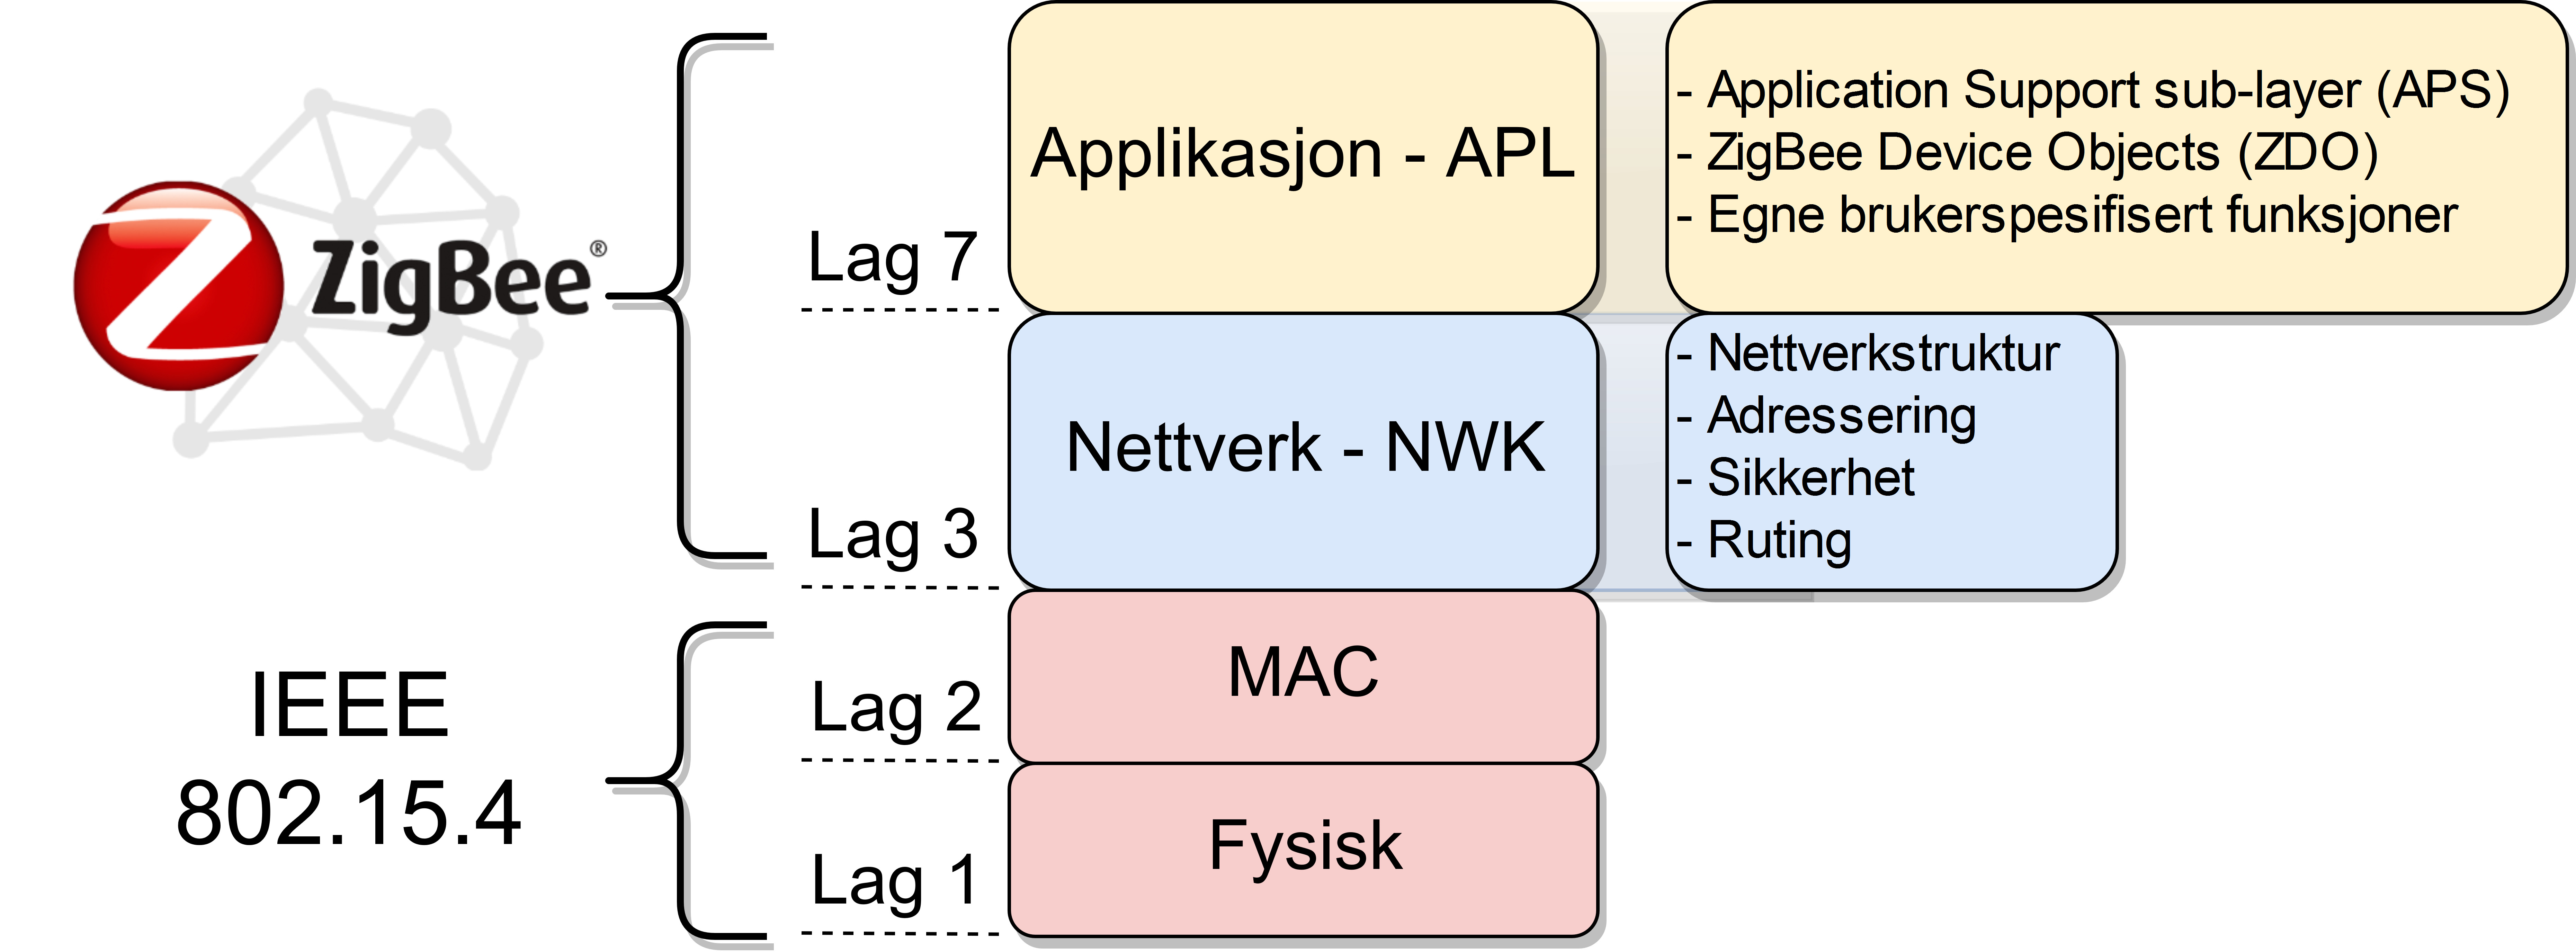 ZigBee®
IEEE
802.15.4
Lag 7
Lag 3
Lag 2
Lag 1
Applikasjon - APL
Nettverk - NWK
MAC
Fysisk
- Application Support sub-layer (APS)
- ZigBee Device Objects (ZDO)
- Egne brukerspesifisert funksjoner
- Nettverkstruktur
- Adressering
- Sikkerhet
- Ruting